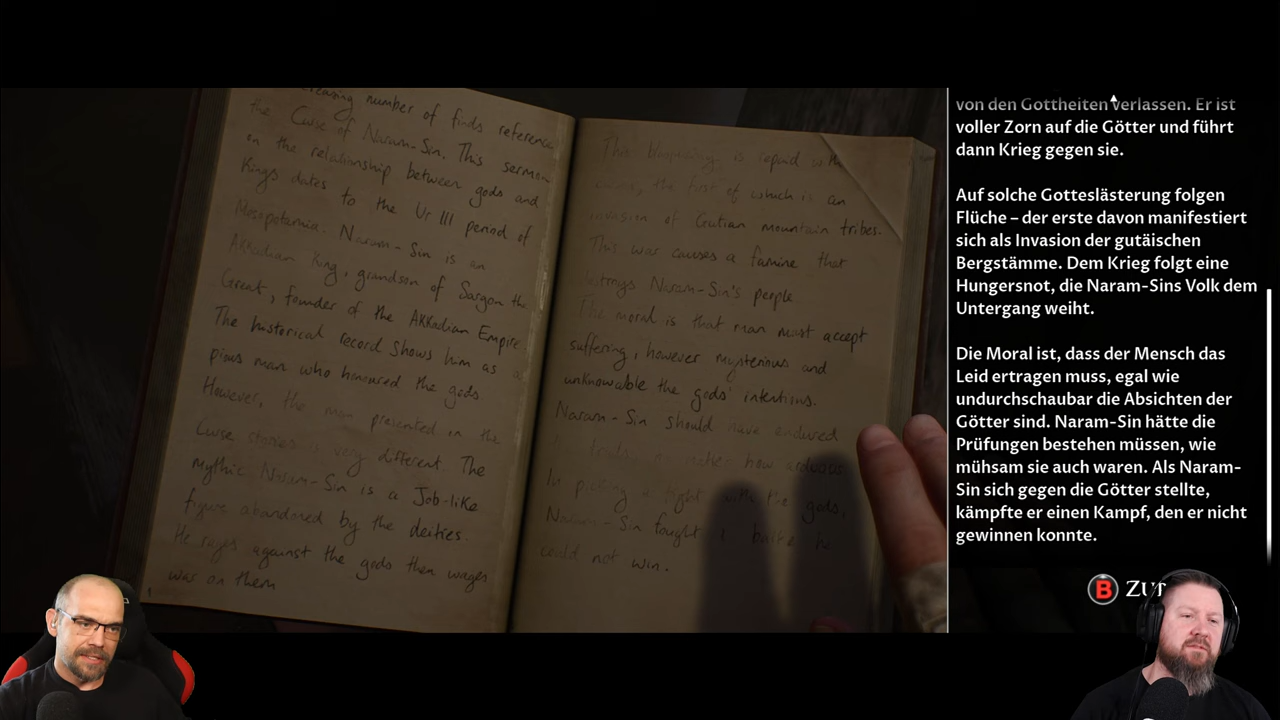 creasing number of finds reference
the Curse of Naram-Sin. This sermon
on the relationship between gods and
Kings dates to the Ur III period of
Mesopotamia. Naram-Sin is an
Akkadian King, grandson of Sargon the
Great, founder of the Akkadian Empire.
The historical record shows him as a
pious man who honoured the gods
However, the man presented in the
Curse stories is very different. The
mythic Naram-Sin is a Job-like
figure abandoned by the deities.
He rages against the gods then wages
war on them
This blasphemy is repaid with
the first of which is an
invasion of Gutian mountain tribes.
This war causes a famine that
destroys Naram-Sin's people
The moral is that man must accept
suffering, however mysterious and
unknowable the gods' intentions.
Naram-Sin should have endured
trials, no matter how arduous.
In picking a fight with the gods,
Naram-Sin fought a battle he
could not win.
von den Gottheiten verlassen. Er ist
voller Zorn auf die Götter und führt
dann Krieg gegen sie.
Auf solche Gotteslästerung folgen
Flüche – der erste davon manifestiert
sich als Invasion der gutäischen
Bergstämme. Dem Krieg folgt eine
Hungersnot, die Naram-Sins Volk dem
Untergang weiht.
Die Moral ist, dass der Mensch das
Leid ertragen muss, egal wie
undurchschaubar die Absichten der
Götter sind. Naram-Sin hätte die
Prüfungen bestehen müssen, wie
mühsam sie auch waren. Als Naram-
Sin sich gegen die Götter stellte,
kämpfte er einen Kampf, den er nicht
gewinnen konnte.
B